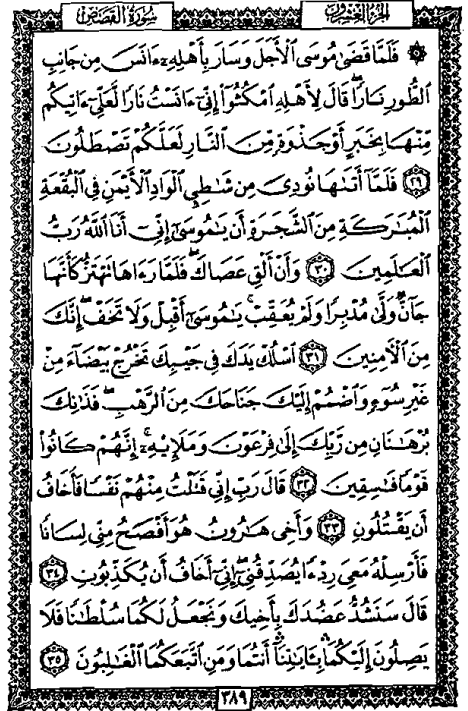 سُورَةُ القَصَصِ
الجزء العشرون
۞ فَلَمَّا قَضَىٰ مُوسَى ٱلْأَجَلَ وَسَارَ بِأَهْلِهِۦٓ ءَانَسَ مِن جَانِبِ
ٱلطُّورِ نَارًاۖ قَالَ لِأَهْلِهِ ٱمْكُثُوٓا۟ إِنِّىٓ ءَانَسْتُ نَارًا لَّعَلِّىٓ ءَاتِيكُم
مِّنْهَا بِخَبَرٍ أَوْ جَذْوَةٍ مِّنَ ٱلنَّارِ لَعَلَّكُمْ تَصْطَلُونَ
٢٩ فَلَمَّآ أَتَىٰهَا نُودِىَ مِن شَٰطِئِ ٱلْوَادِ ٱلْأَيْمَنِ فِى ٱلْبُقْعَةِ
ٱلْمُبَٰرَكَةِ مِنَ ٱلشَّجَرَةِ أَن يَٰمُوسَىٰٓ إِنِّىٓ أَنَا ٱللَّهُ رَبُّ
ٱلْعَٰلَمِينَ ٣٠ وَأَنْ أَلْقِ عَصَاكَۖ فَلَمَّا رَءَاهَا تَهْتَزُّ كَأَنَّهَا
جَآنٌّ وَلَّىٰ مُدْبِرًا وَلَمْ يُعَقِّبْۚ يَٰمُوسَىٰٓ أَقْبِلْ وَلَا تَخَفْۖ إِنَّكَ
مِنَ ٱلْءَامِنِينَ ٣١ ٱسْلُكْ يَدَكَ فِى جَيْبِكَ تَخْرُجْ بَيْضَآءَ مِنْ
غَيْرِ سُوٓءٍ وَٱضْمُمْ إِلَيْكَ جَنَاحَكَ مِنَ ٱلرَّهْبِۖ فَذَٰنِكَ
بُرْهَٰنَانِ مِن رَّبِّكَ إِلَىٰ فِرْعَوْنَ وَمَلَإِي۟هِۦٓۚ إِنَّهُمْ كَانُوا۟
قَوْمًا فَٰسِقِينَ ٣٢ قَالَ رَبِّ إِنِّى قَتَلْتُ مِنْهُمْ نَفْسًا فَأَخَافُ
أَن يَقْتُلُونِ ٣٣ وَأَخِى هَٰرُونُ هُوَ أَفْصَحُ مِنِّى لِسَانًا
فَأَرْسِلْهُ مَعِىَ رِدْءًا يُصَدِّقُنِىٓۖ إِنِّىٓ أَخَافُ أَن يُكَذِّبُونِ ٣٤
قَالَ سَنَشُدُّ عَضُدَكَ بِأَخِيكَ وَنَجْعَلُ لَكُمَا سُلْطَٰنًا فَلَا
يَصِلُونَ إِلَيْكُمَاۚ بِـَٔايَٰتِنَآ أَنتُمَا وَمَنِ ٱتَّبَعَكُمَا ٱلْغَٰلِبُونَ ٣٥
٣٨٩